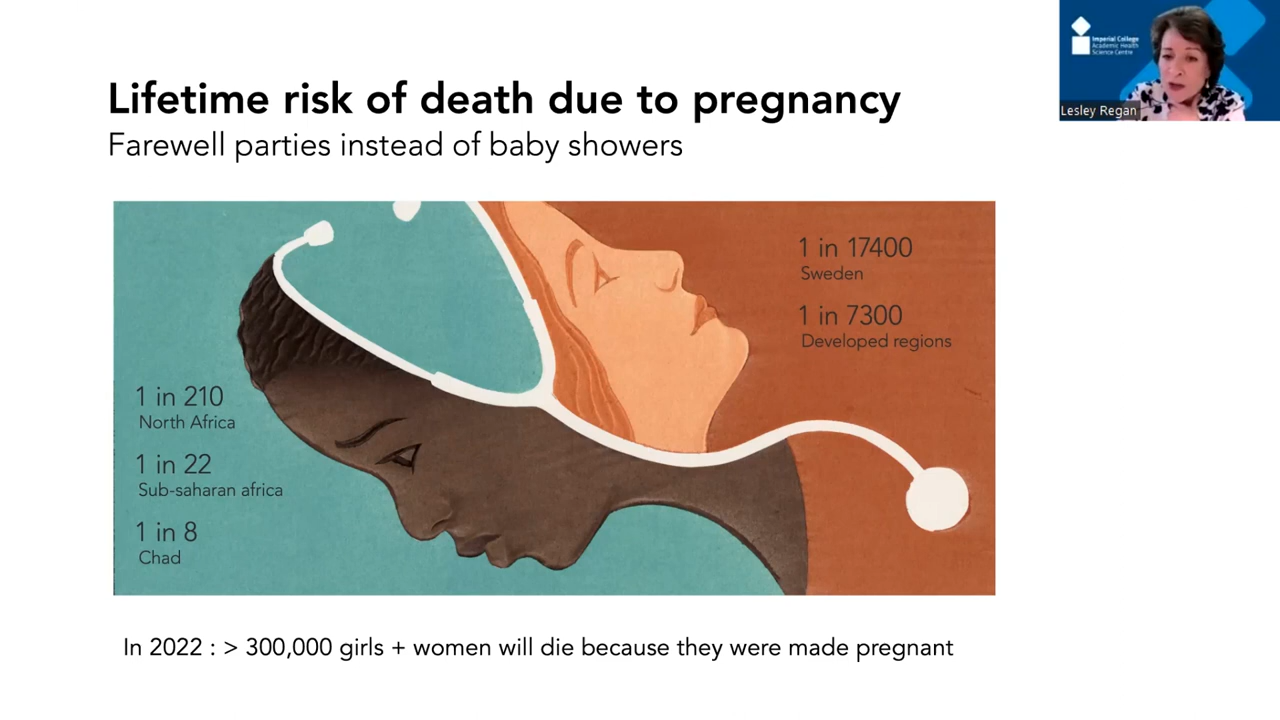 Lifetime risk of death due to pregnancy
Farewell parties instead of baby showers
1 in 17400
Sweden
1 in 7300
Developed regions
1 in 210
North Africa
1 in 22
Sub-saharan africa
1 in 8
Chad
In 2022 : > 300,000 girls + women will die because they were made pregnant
Imperial College
Academic Health
Science Centre
Lesley Regan